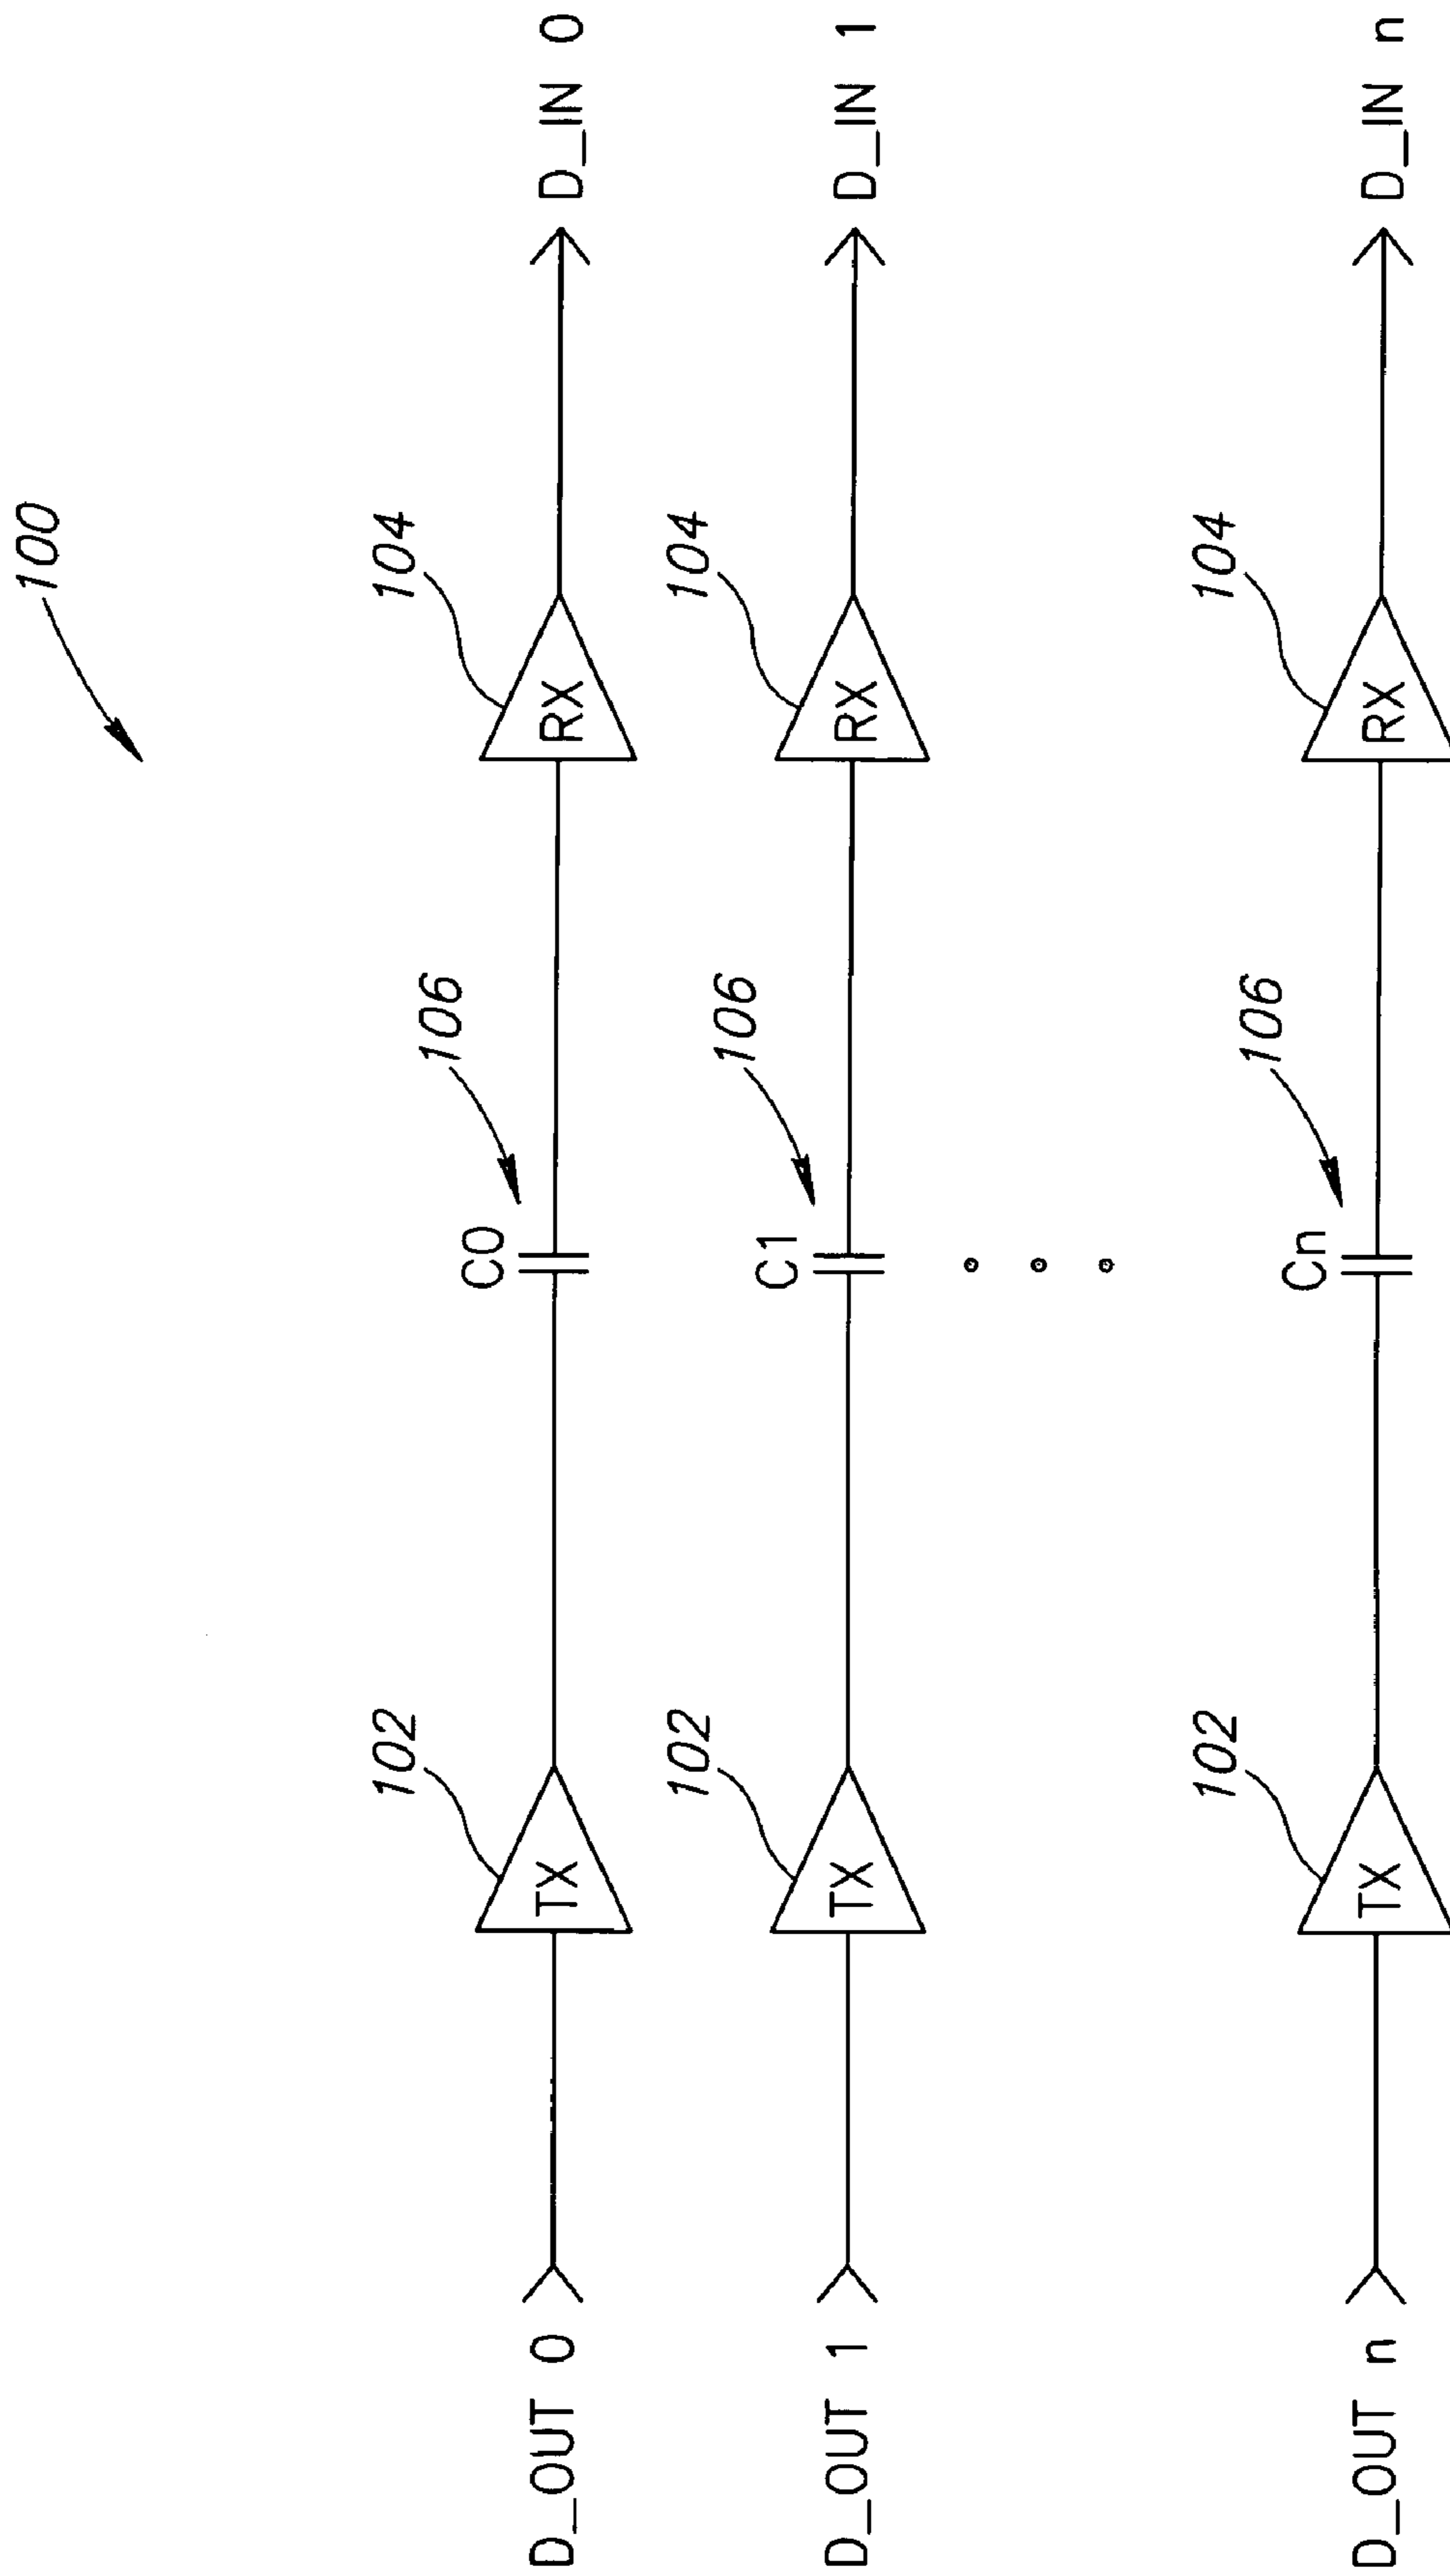 100
102
104
C0
106
D_OUT 0
TX
RX
D_IN 0
102
104
C1
106
D_OUT 1
TX
RX
D_IN 1
102
104
Cn
106
D_OUT n
TX
RX
D_IN n